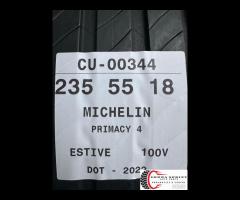 CU-00344
235 55 18
MICHELIN
PRIMACY 4
ESTIVE 100V
DOT - 2022